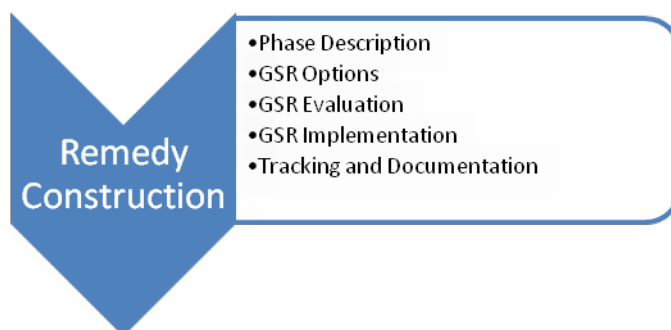 Remedy
Construction
•Phase Description
•GSR Options
•GSR Evaluation
•GSR Implementation
•Tracking and Documentation